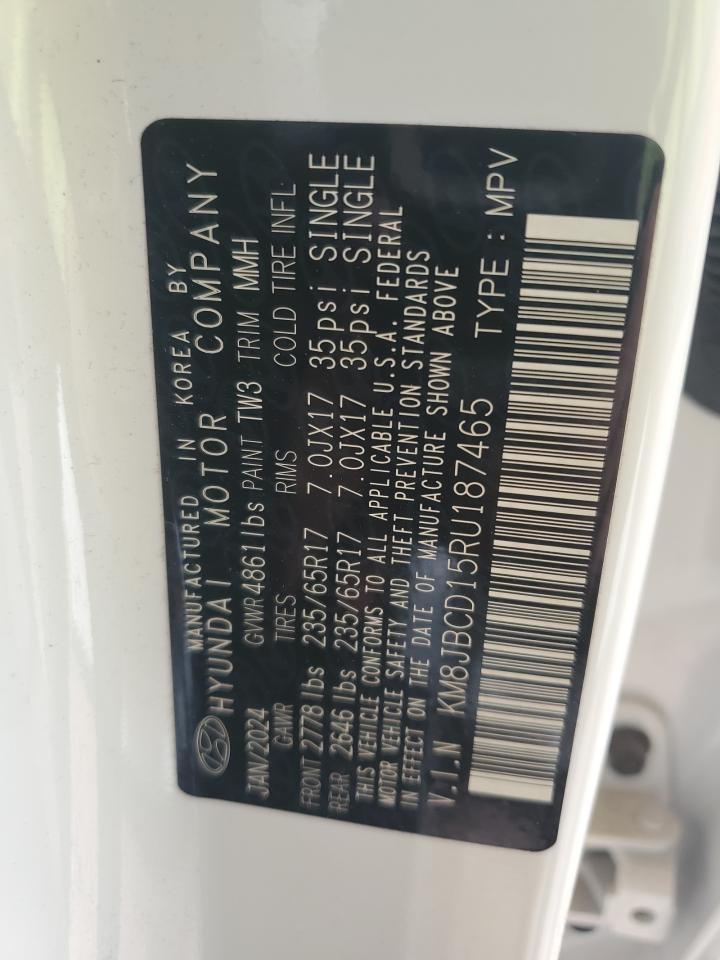 MANUFACTURED IN KOREA BY
HYUNDAI MOTOR COMPANY
JAN/2024 GVWR 4861 lbs PAINT TW3 TRIM MMH
GAWR TIRES RIMS COLD TIRE INFL
FRONT 2778 lbs 235/65R17 7.0JX17 35psi SINGLE
REAR 2646 lbs 235/65R17 7.0JX17 35psi SINGLE
THIS VEHICLE CONFORMS TO ALL APPLICABLE U.S.A. FEDERAL
MOTOR VEHICLE SAFETY AND THEFT PREVENTION STANDARDS
IN EFFECT ON THE DATE OF MANUFACTURE SHOWN ABOVE
V.I.N KM8JBCD15RU187465 TYPE : MPV